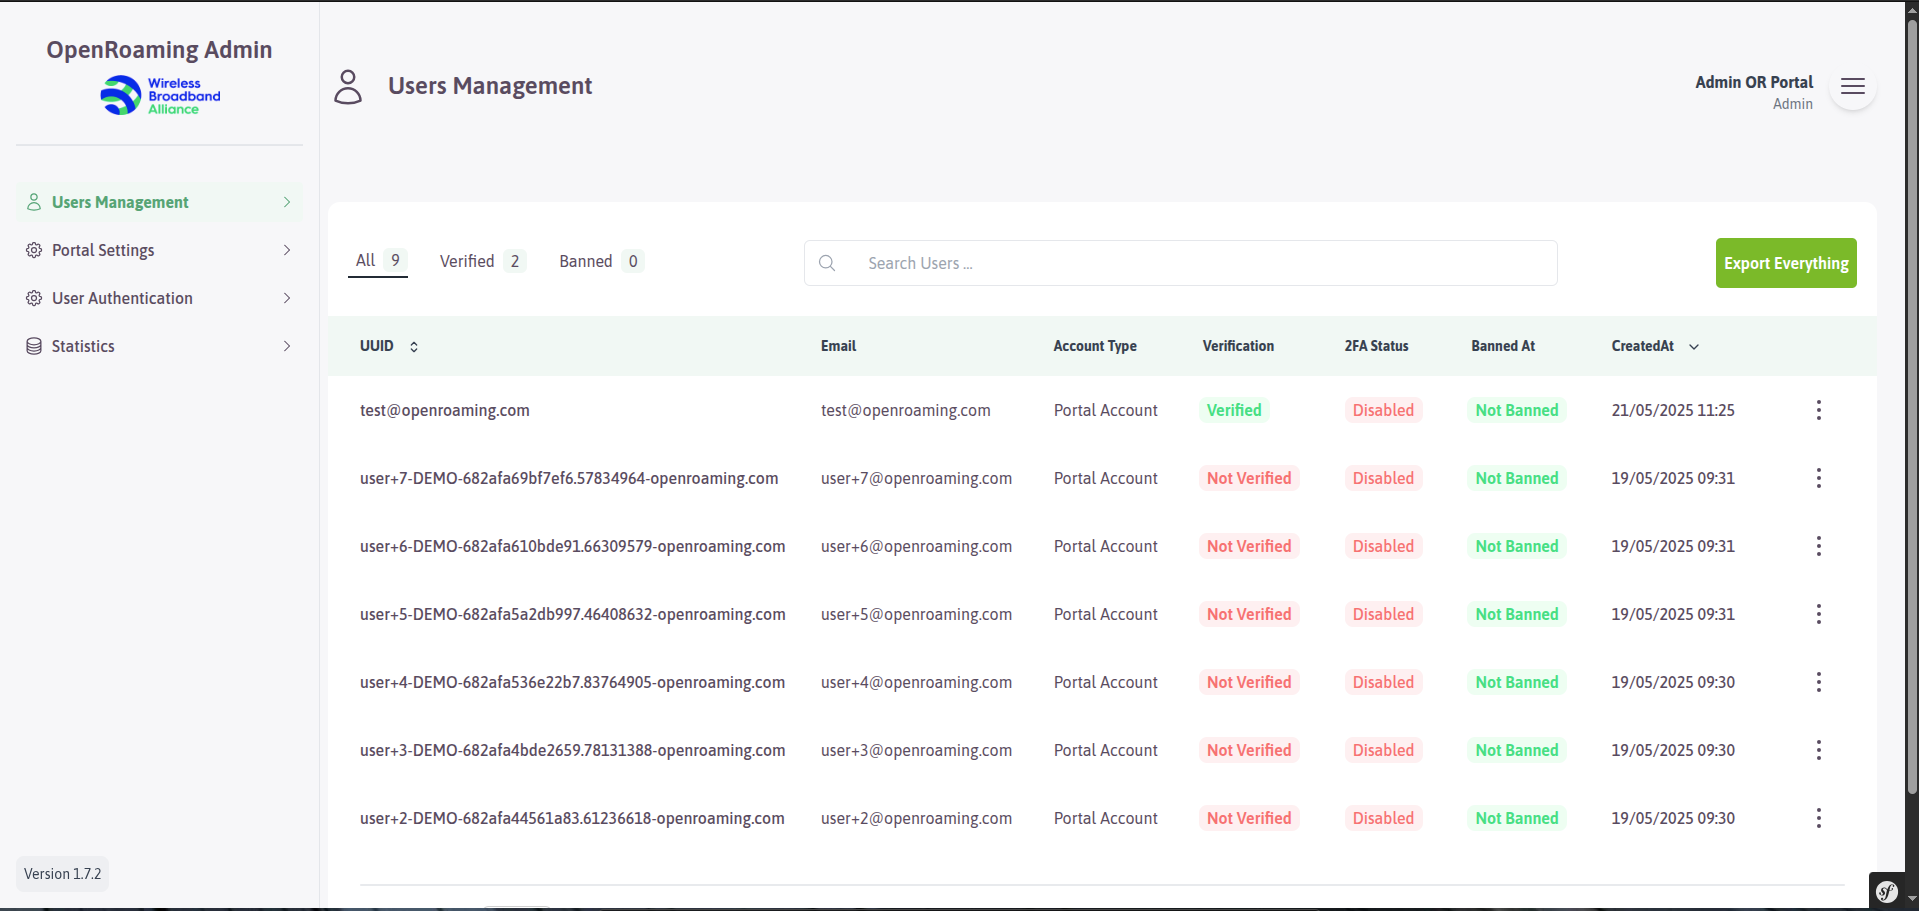 OpenRoaming Admin
Wireless
Broadband
Alliance
Users Management
Portal Settings
User Authentication
Statistics
Version 1.7.2
Users Management
Admin OR Portal
Admin
All 9 Verified 2 Banned 0 Search Users ... Export Everything
UUID Email Account Type Verification 2FA Status Banned At CreatedAt
test@openroaming.com test@openroaming.com Portal Account Verified Disabled Not Banned 21/05/2025 11:25
user+7-DEMO-682afa69bf7ef6.57834964-openroaming.com user+7@openroaming.com Portal Account Not Verified Disabled Not Banned 19/05/2025 09:31
user+6-DEMO-682afa610bde91.66309579-openroaming.com user+6@openroaming.com Portal Account Not Verified Disabled Not Banned 19/05/2025 09:31
user+5-DEMO-682afa5a2db997.46408632-openroaming.com user+5@openroaming.com Portal Account Not Verified Disabled Not Banned 19/05/2025 09:31
user+4-DEMO-682afa536e22b7.83764905-openroaming.com user+4@openroaming.com Portal Account Not Verified Disabled Not Banned 19/05/2025 09:30
user+3-DEMO-682afa4bde2659.78131388-openroaming.com user+3@openroaming.com Portal Account Not Verified Disabled Not Banned 19/05/2025 09:30
user+2-DEMO-682afa44561a83.61236618-openroaming.com user+2@openroaming.com Portal Account Not Verified Disabled Not Banned 19/05/2025 09:30
sf